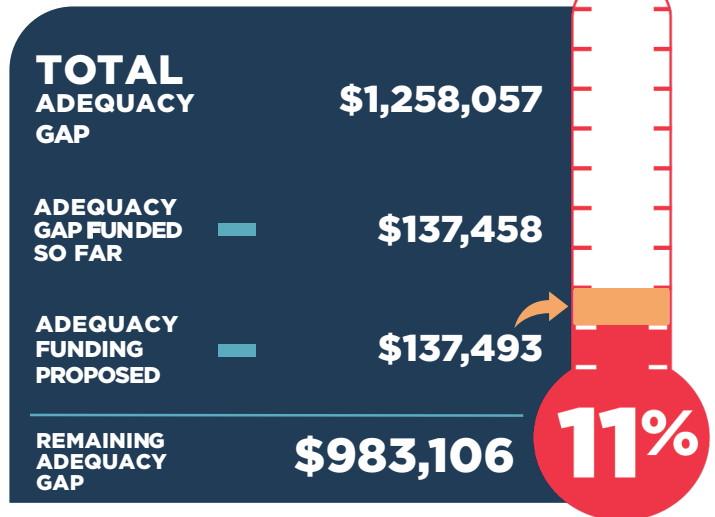 TOTAL
ADEQUACY
GAP
$1,258,057
ADEQUACY
GAP FUNDED
SO FAR
$137,458
ADEQUACY
FUNDING
PROPOSED
$137,493
REMAINING
ADEQUACY
GAP
$983,106
11%